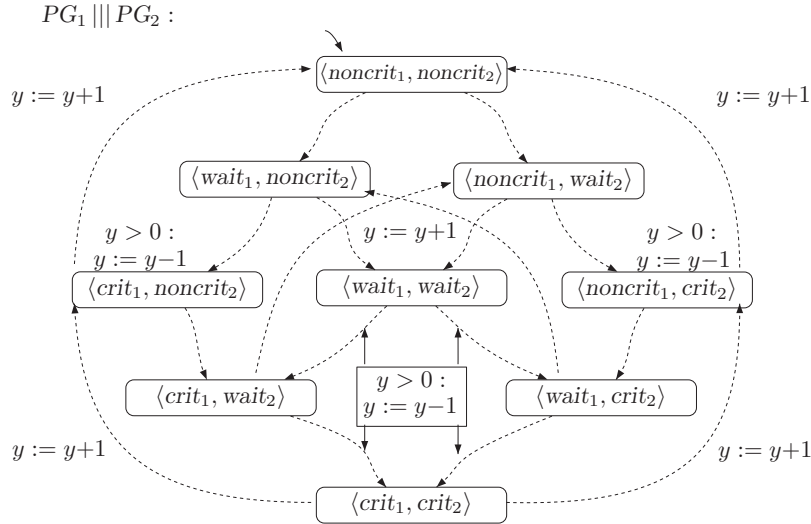 PG₁ ||| PG₂ :
⟨noncrit₁, noncrit₂⟩
y := y+1
y := y+1
⟨wait₁, noncrit₂⟩
⟨noncrit₁, wait₂⟩
y > 0 :
y := y−1
y := y+1
y > 0 :
y := y−1
⟨crit₁, noncrit₂⟩
⟨wait₁, wait₂⟩
⟨noncrit₁, crit₂⟩
⟨crit₁, wait₂⟩
y > 0 :
y := y−1
⟨wait₁, crit₂⟩
y := y+1
y := y+1
⟨crit₁, crit₂⟩